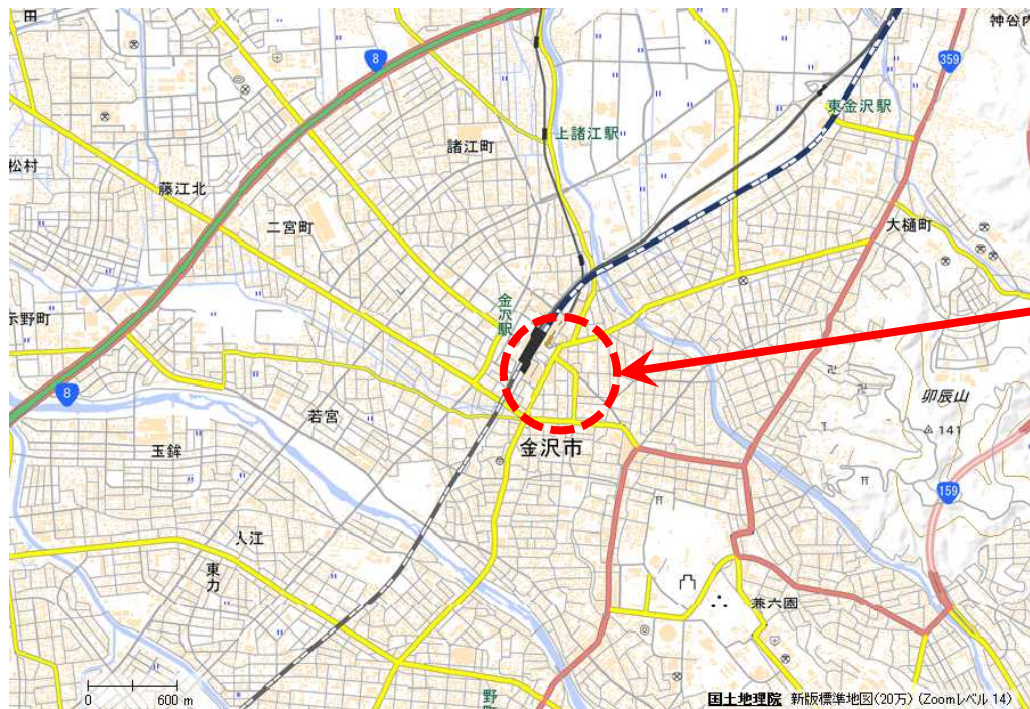 田
8
359
神谷内
東金沢駅
上諸江駅
諸江町
松村
藤江北
二宮町
大樋町
金沢駅
示野町
8
若宮
卯辰山
141
金沢市
玉鉾
159
入江
東力
兼六園
0
600 m
野
国土地理院 新版標準地図(20万) (Zoomレベル 14)